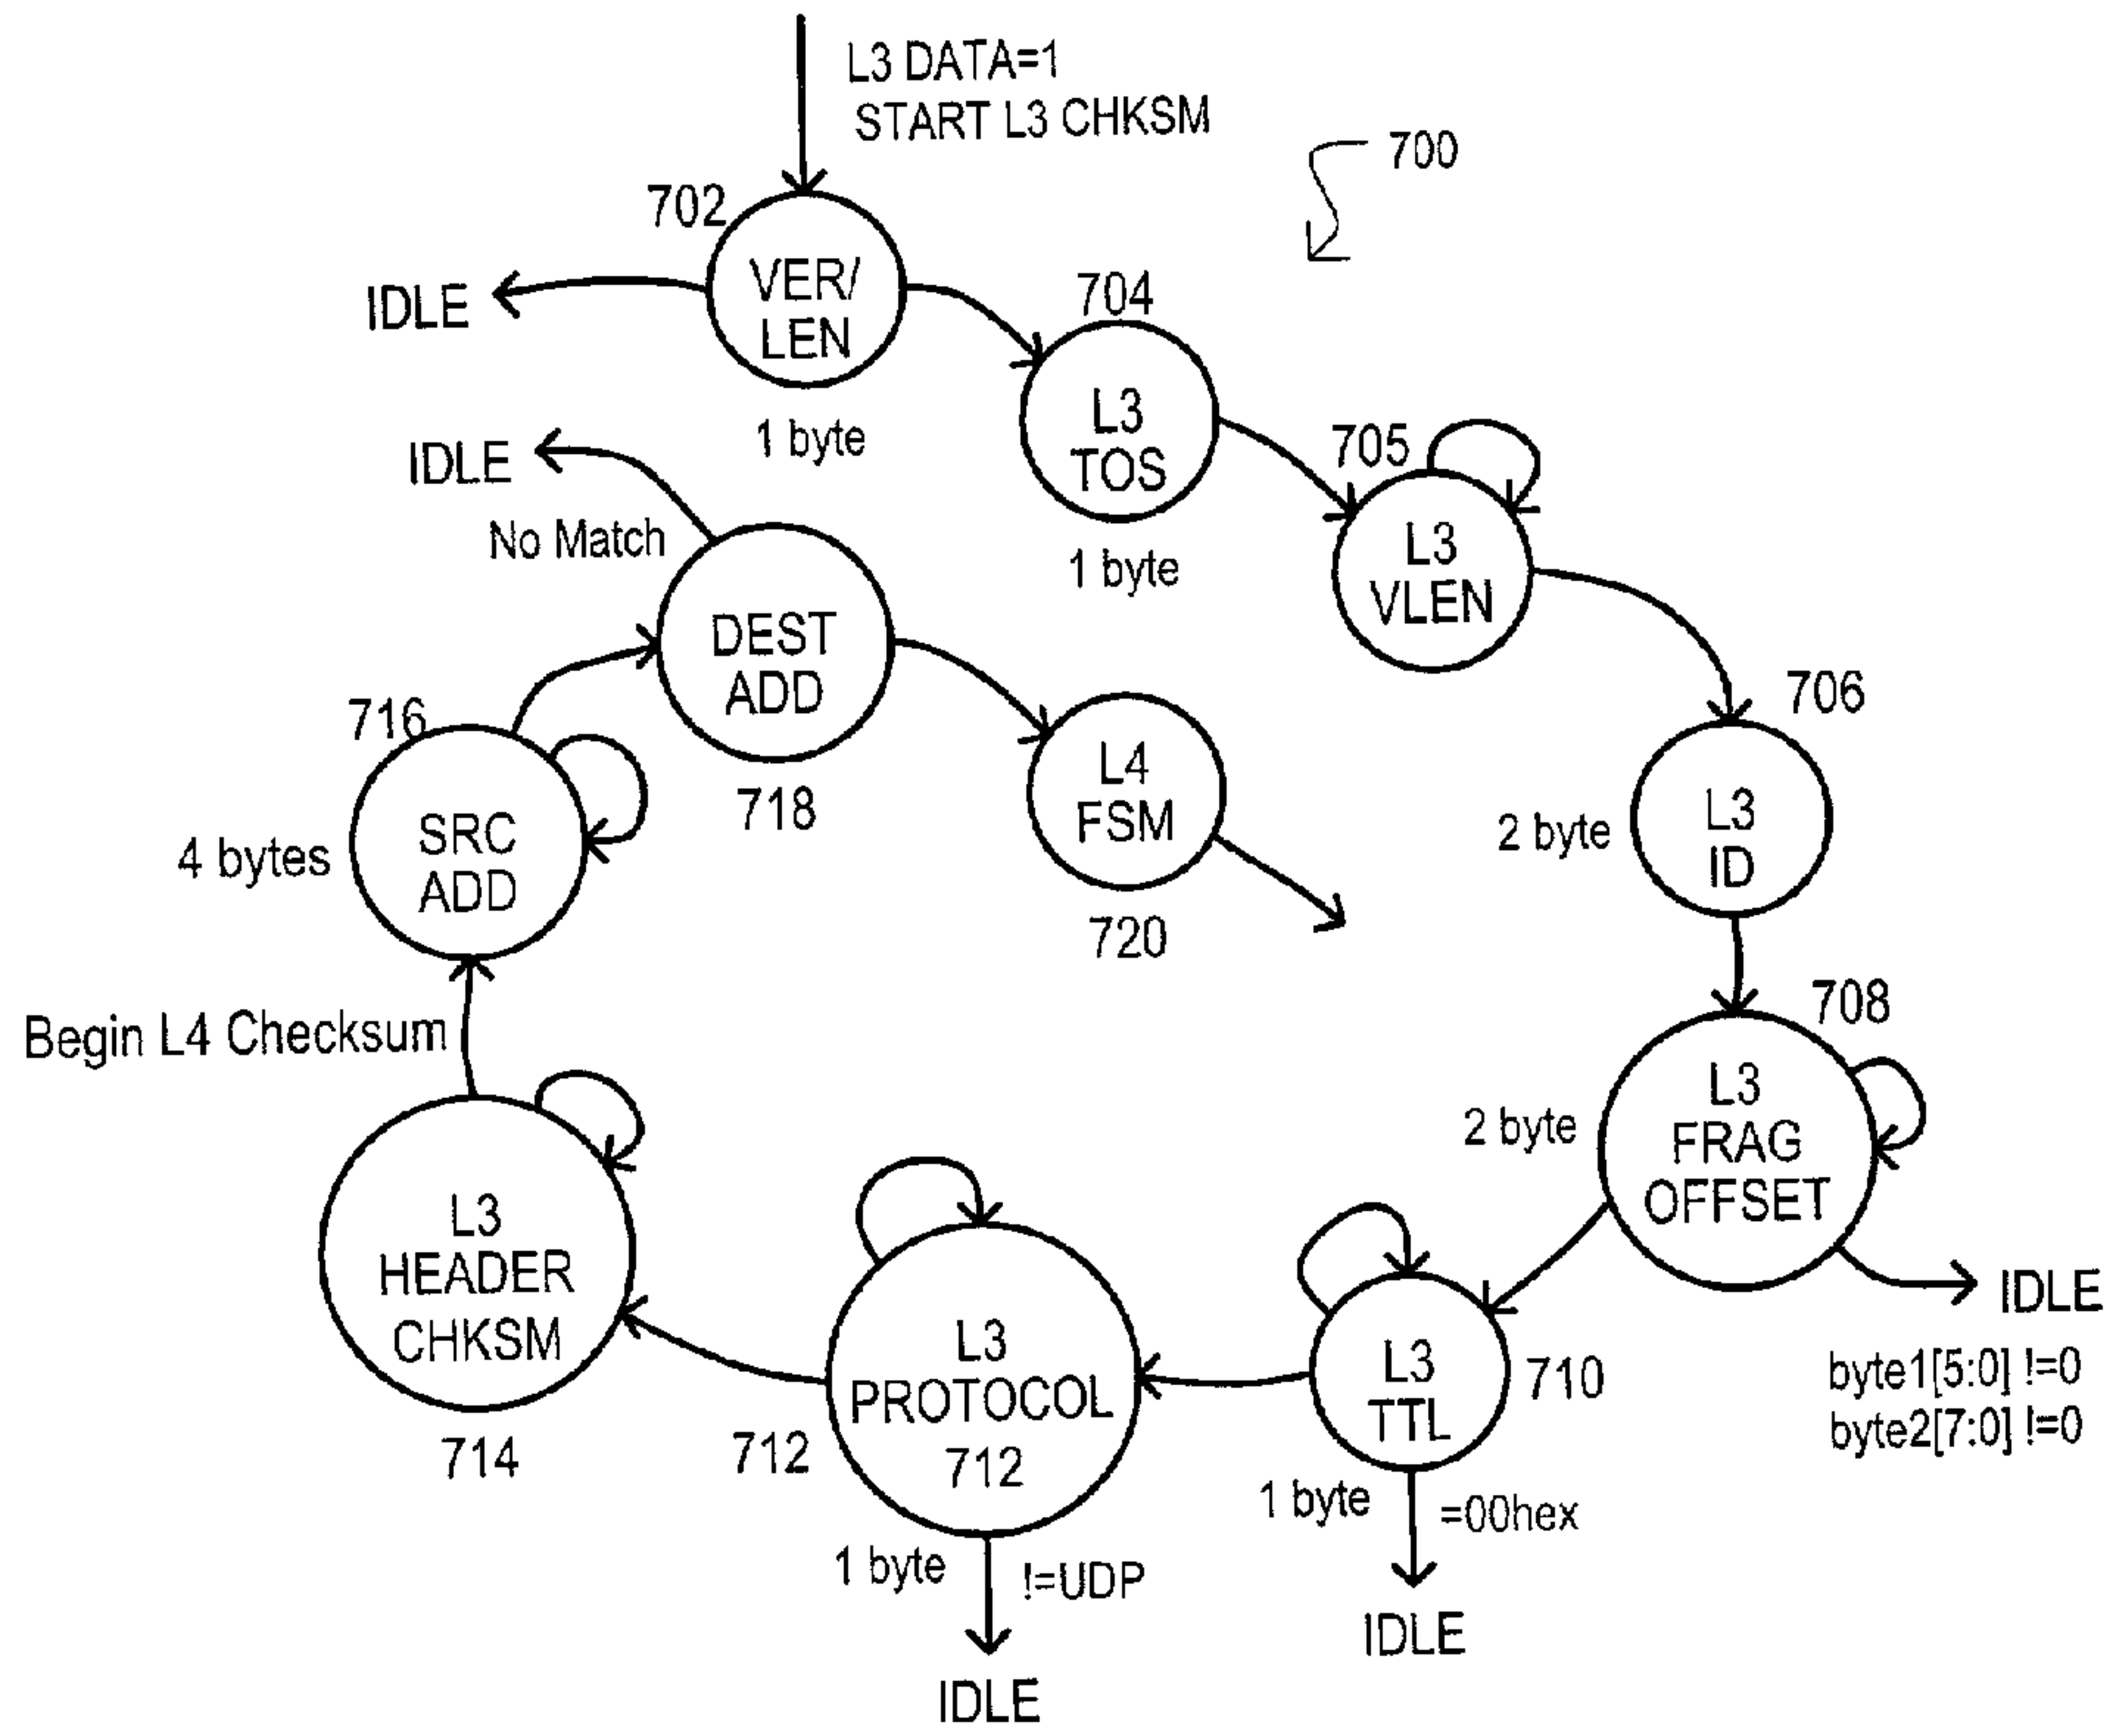 L3 DATA=1
START L3 CHKSM
700
702
VER/
LEN
1 byte
IDLE
704
L3
TOS
1 byte
705
L3
VLEN
706
L3
ID
2 byte
708
L3
FRAG
OFFSET
2 byte
IDLE
byte1[5:0] !=0
byte2[7:0] !=0
710
L3
TTL
1 byte
=00hex
IDLE
L3
PROTOCOL
712
712
1 byte
!=UDP
IDLE
L3
HEADER
CHKSM
714
Begin L4 Checksum
716
SRC
ADD
4 bytes
DEST
ADD
718
No Match
IDLE
L4
FSM
720